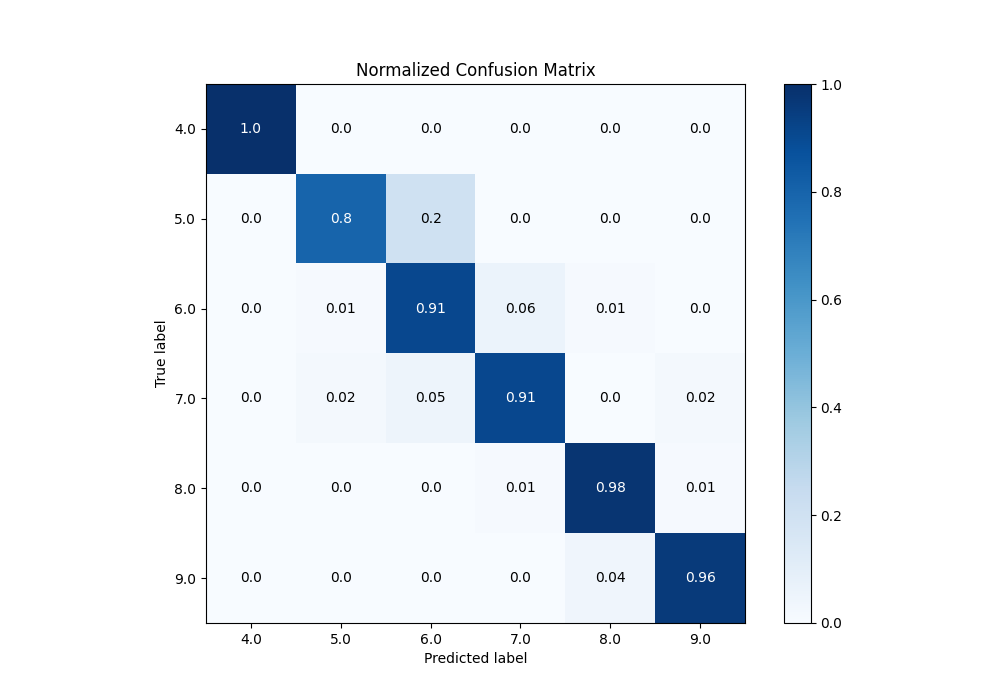 Normalized Confusion Matrix
True label
4.0 1.0 0.0 0.0 0.0 0.0 0.0
5.0 0.0 0.8 0.2 0.0 0.0 0.0
6.0 0.0 0.01 0.91 0.06 0.01 0.0
7.0 0.0 0.02 0.05 0.91 0.0 0.02
8.0 0.0 0.0 0.0 0.01 0.98 0.01
9.0 0.0 0.0 0.0 0.0 0.04 0.96
4.0 5.0 6.0 7.0 8.0 9.0
Predicted label
1.0
0.8
0.6
0.4
0.2
0.0